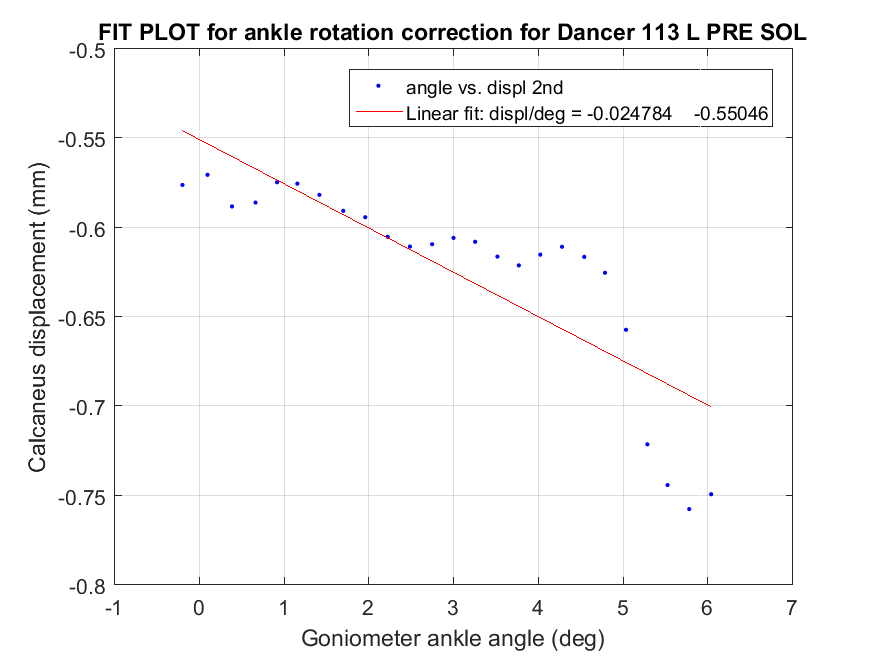 FIT PLOT for ankle rotation correction for Dancer 113 L PRE SOL
angle vs. displ 2nd
Linear fit: displ/deg = -0.024784 -0.55046
-0.5
-0.55
-0.6
-0.65
-0.7
-0.75
-0.8
Calcaneus displacement (mm)
-1 0 1 2 3 4 5 6 7
Goniometer ankle angle (deg)